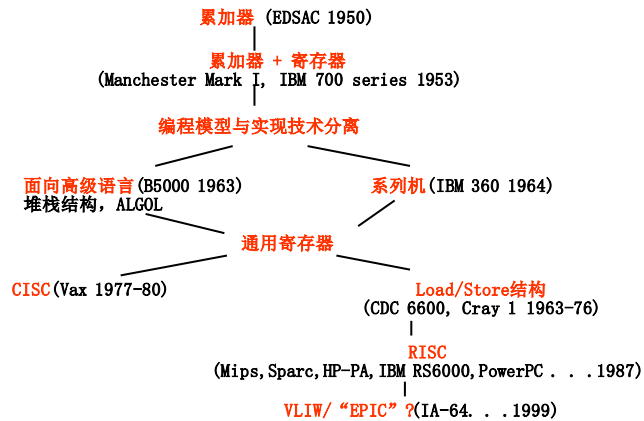 累加器 (EDSAC 1950)
累加器 + 寄存器
(Manchester Mark I, IBM 700 series 1953)
编程模型与实现技术分离
面向高级语言(B5000 1963)
堆栈结构，ALGOL
系列机(IBM 360 1964)
通用寄存器
CISC(Vax 1977-80)
Load/Store结构
(CDC 6600, Cray 1 1963-76)
RISC
(Mips,Sparc,HP-PA,IBM RS6000,PowerPC . . .1987)
VLIW/“EPIC”?(IA-64. . .1999)